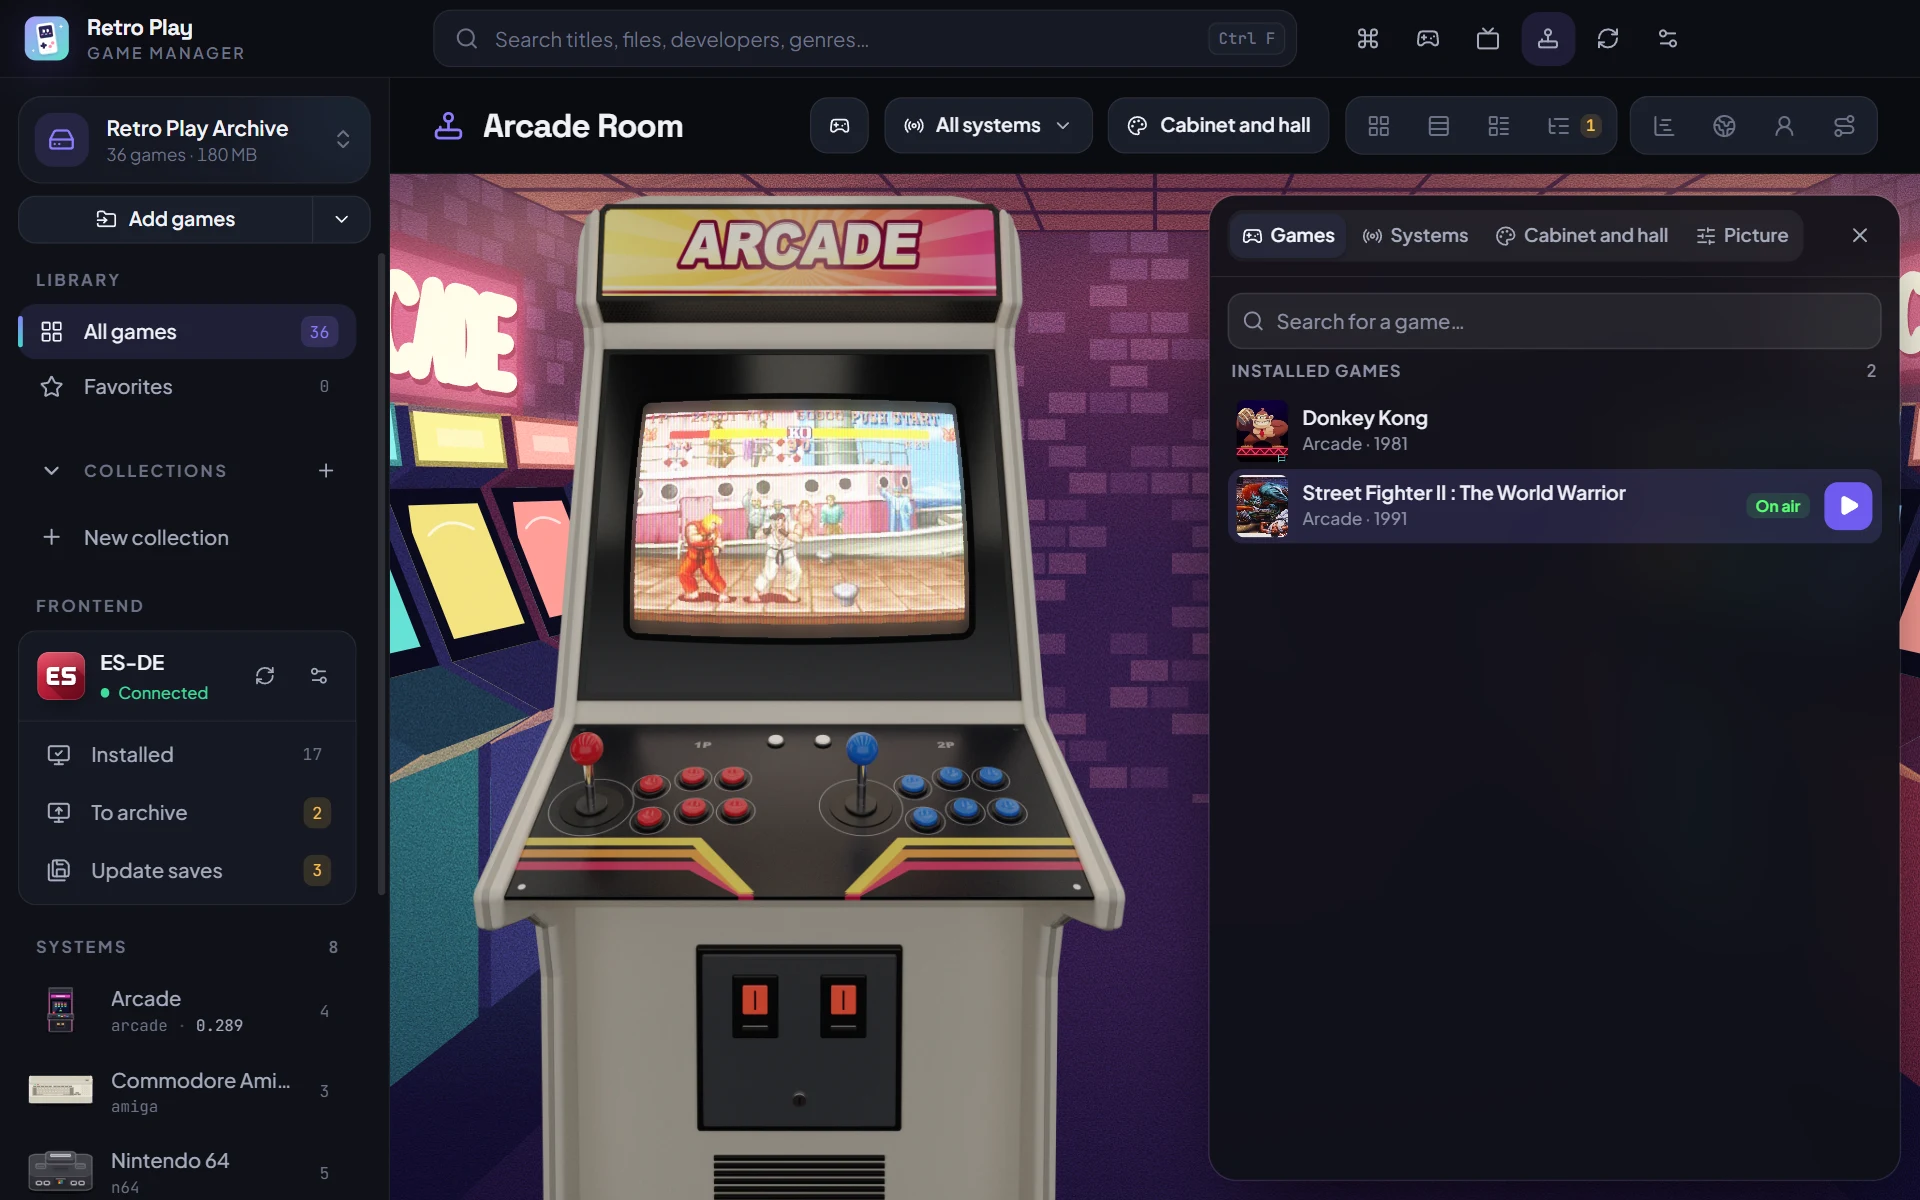 Retro Play
GAME MANAGER
Search titles, files, developers, genres...
Ctrl F
Retro Play Archive
36 games · 180 MB
Add games
LIBRARY
All games
36
Favorites
0
COLLECTIONS
New collection
FRONTEND
ES
ES-DE
Connected
Installed
17
To archive
2
Update saves
3
SYSTEMS
8
Arcade
arcade · 0.289
4
Commodore Ami...
amiga
3
Nintendo 64
n64
5
Arcade Room
All systems
Cabinet and hall
1
ARCADE
PUSH START
KO
1P
2P
Games
Systems
Cabinet and hall
Picture
Search for a game...
INSTALLED GAMES
2
Donkey Kong
Arcade · 1981
Street Fighter II : The World Warrior
Arcade · 1991
On air